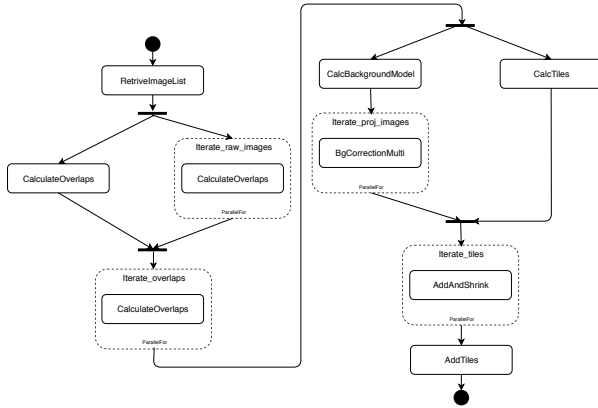 RetriveImageList
CalculateOverlaps
Iterate_raw_images
CalculateOverlaps
ParallelFor
Iterate_overlaps
CalculateOverlaps
ParallelFor
CalcBackgroundModel
CalcTiles
Iterate_proj_images
BgCorrectionMulti
ParallelFor
Iterate_tiles
AddAndShrink
ParallelFor
AddTiles